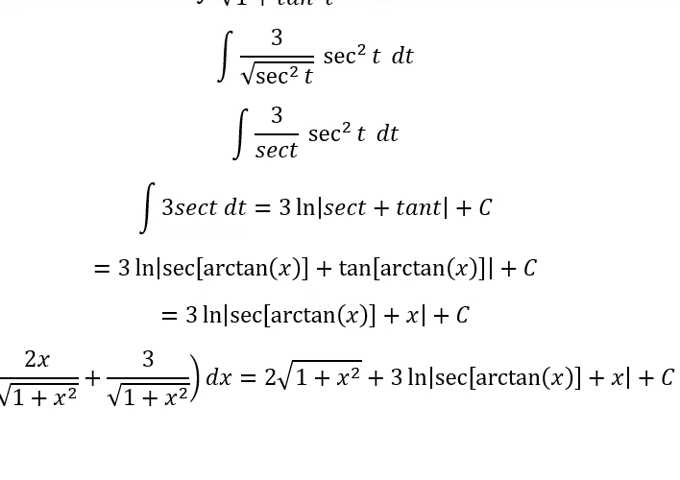 ∫ 3/√(sec² t) sec² t dt
∫ 3/sect sec² t dt
∫ 3sect dt = 3 ln|sect + tant| + C
= 3 ln|sec[arctan(x)] + tan[arctan(x)]| + C
= 3 ln|sec[arctan(x)] + x| + C
2x/√(1 + x²) + 3/√(1 + x²)) dx = 2√(1 + x²) + 3 ln|sec[arctan(x)] + x| + C